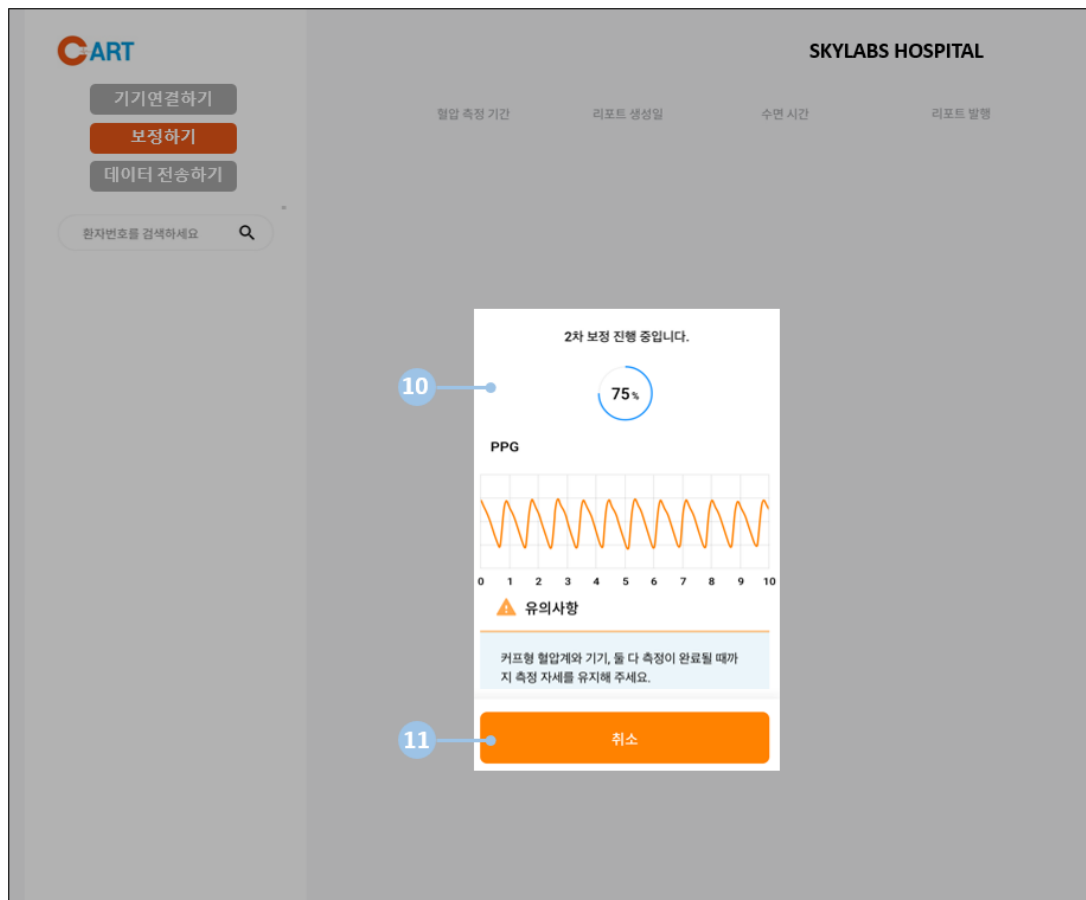 CART
SKYLABS HOSPITAL
기기연결하기
보정하기
데이터 전송하기
환자번호를 검색하세요
혈압 측정 기간 리포트 생성일 수면 시간 리포트 발행
2차 보정 진행 중입니다.
10
75%
PPG
0 1 2 3 4 5 6 7 8 9 10
유의사항
커프형 혈압계와 기기, 둘 다 측정이 완료될 때까
지 측정 자세를 유지해 주세요.
11
취소